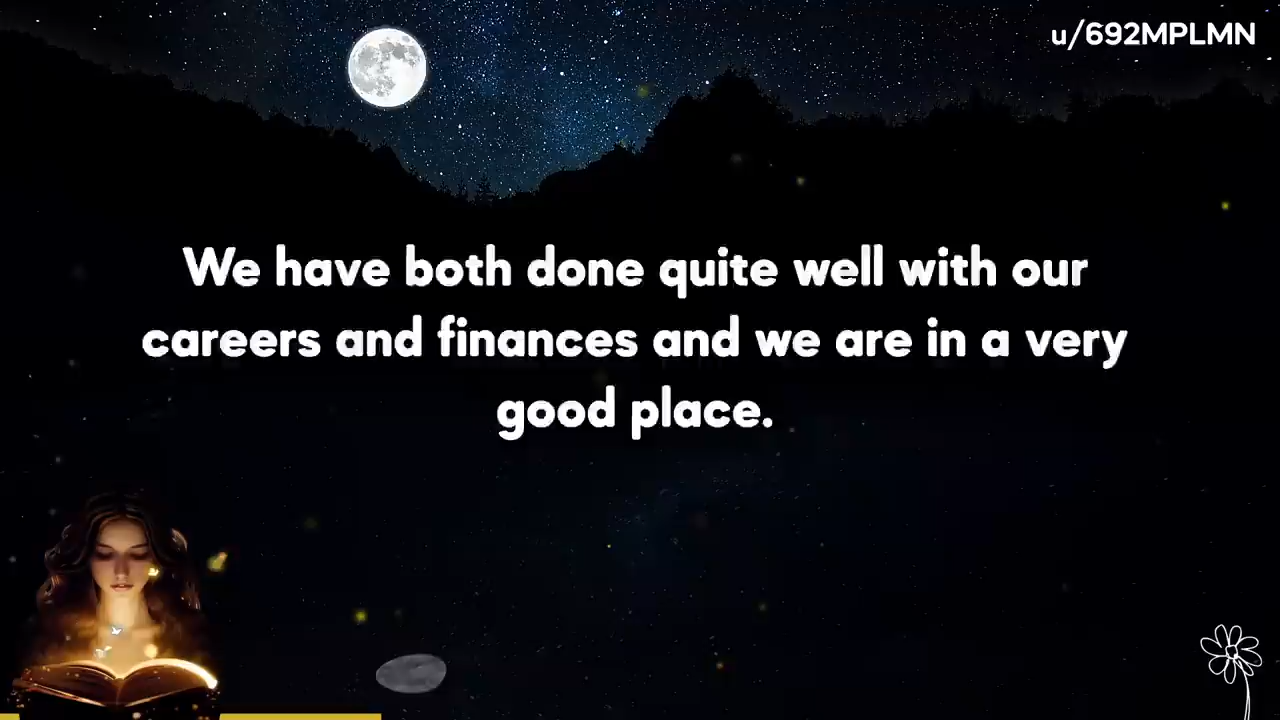 u/692MPLMN
We have both done quite well with our
careers and finances and we are in a very
good place.